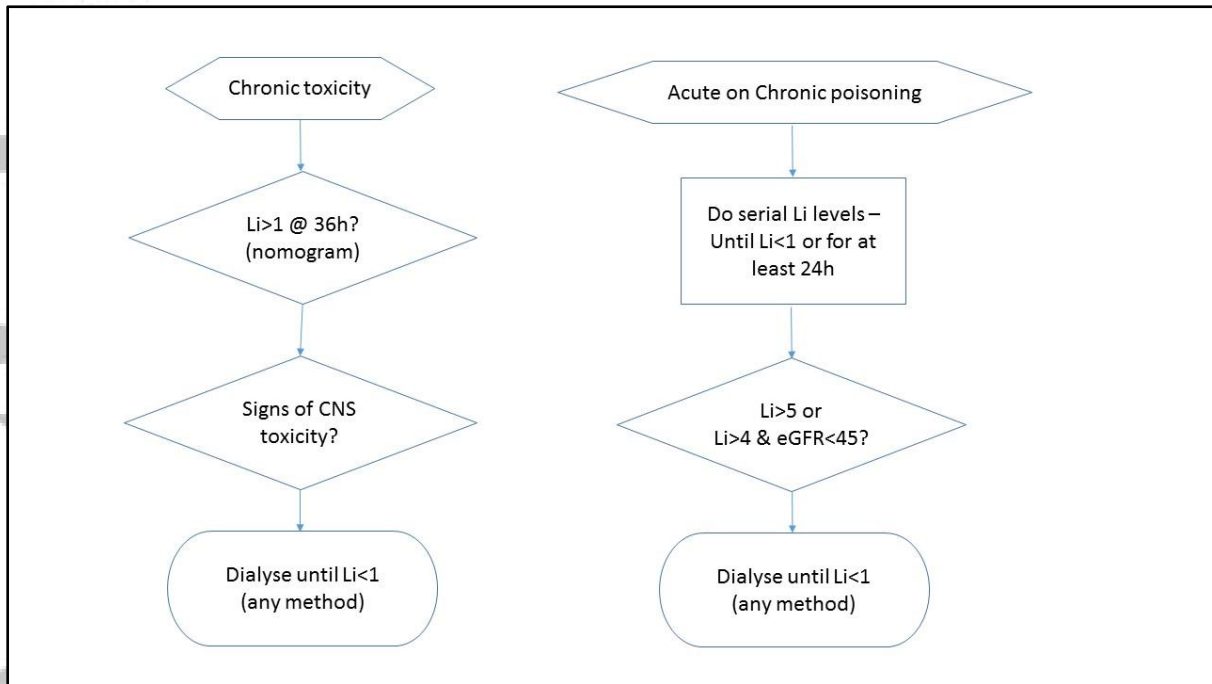 Chronic toxicity
Li>1 @ 36h?
(nomogram)
Signs of CNS
toxicity?
Dialyse until Li<1
(any method)
Acute on Chronic poisoning
Do serial Li levels –
Until Li<1 or for at
least 24h
Li>5 or
Li>4 & eGFR<45?
Dialyse until Li<1
(any method)